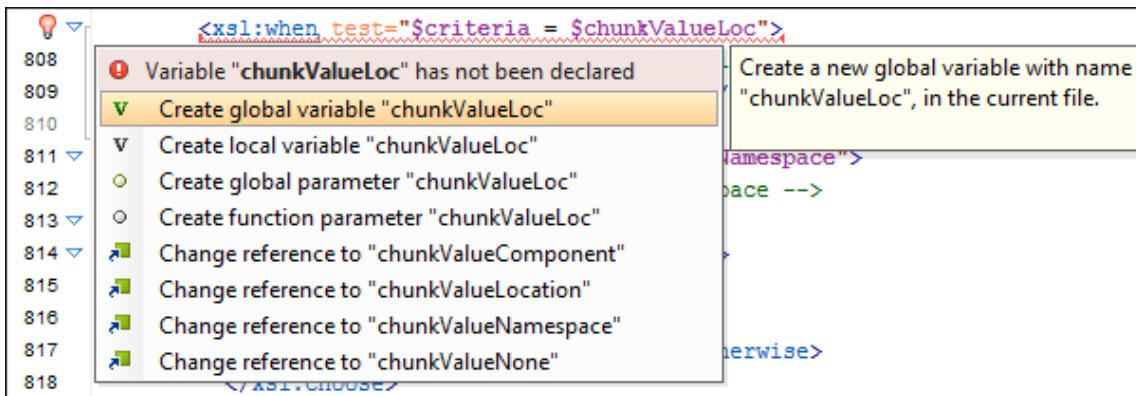 <xsl:when test="$criteria = $chunkValueLoc">
808
Variable "chunkValueLoc" has not been declared
Create a new global variable with name
"chunkValueLoc", in the current file.
809
V Create global variable "chunkValueLoc"
810
V Create local variable "chunkValueLoc"
811 Namespace">
Create global parameter "chunkValueLoc"
812 pace -->
813
Create function parameter "chunkValueLoc"
814 >
Change reference to "chunkValueComponent"
815
Change reference to "chunkValueLocation"
816
Change reference to "chunkValueNamespace"
817 herwise>
Change reference to "chunkValueNone"
818 </xsl:choose>